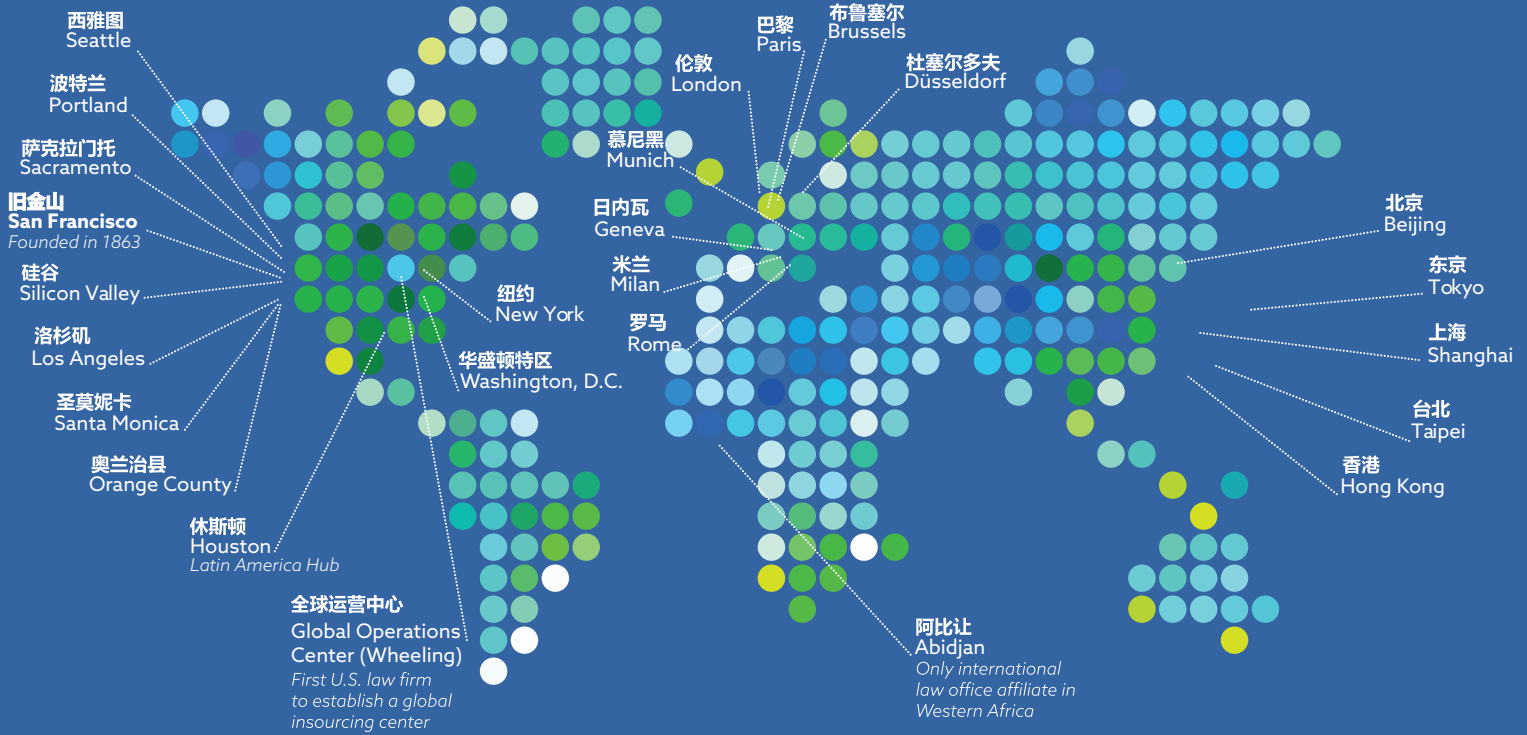 西雅图
Seattle
波特兰
Portland
萨克拉门托
Sacramento
旧金山
San Francisco
Founded in 1863
硅谷
Silicon Valley
洛杉矶
Los Angeles
圣莫妮卡
Santa Monica
奥兰治县
Orange County
休斯顿
Houston
Latin America Hub
全球运营中心
Global Operations
Center (Wheeling)
First U.S. law firm
to establish a global
insourcing center
纽约
New York
华盛顿特区
Washington, D.C.
伦敦
London
巴黎
Paris
布鲁塞尔
Brussels
杜塞尔多夫
Düsseldorf
慕尼黑
Munich
日内瓦
Geneva
米兰
Milan
罗马
Rome
阿比让
Abidjan
Only international
law office affiliate in
Western Africa
北京
Beijing
东京
Tokyo
上海
Shanghai
台北
Taipei
香港
Hong Kong